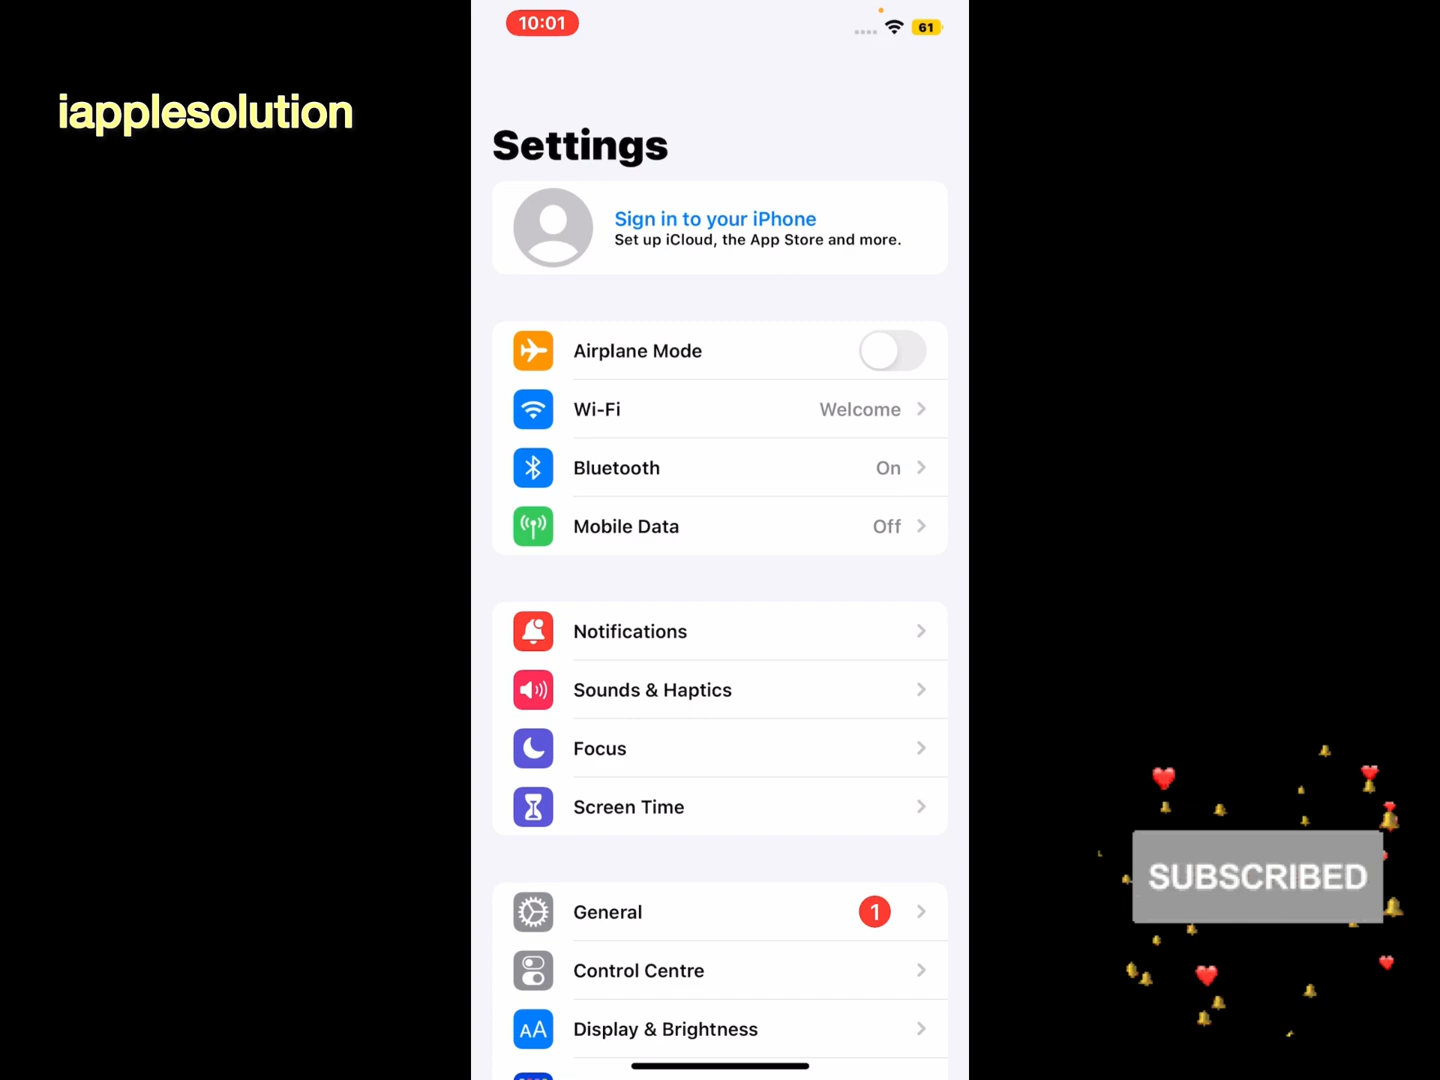 10:01
61
iapplesolution
Settings
Sign in to your iPhone
Set up iCloud, the App Store and more.
Airplane Mode
Wi-Fi Welcome
Bluetooth On
Mobile Data Off
Notifications
Sounds & Haptics
Focus
Screen Time
General 1
Control Centre
AA Display & Brightness
SUBSCRIBED